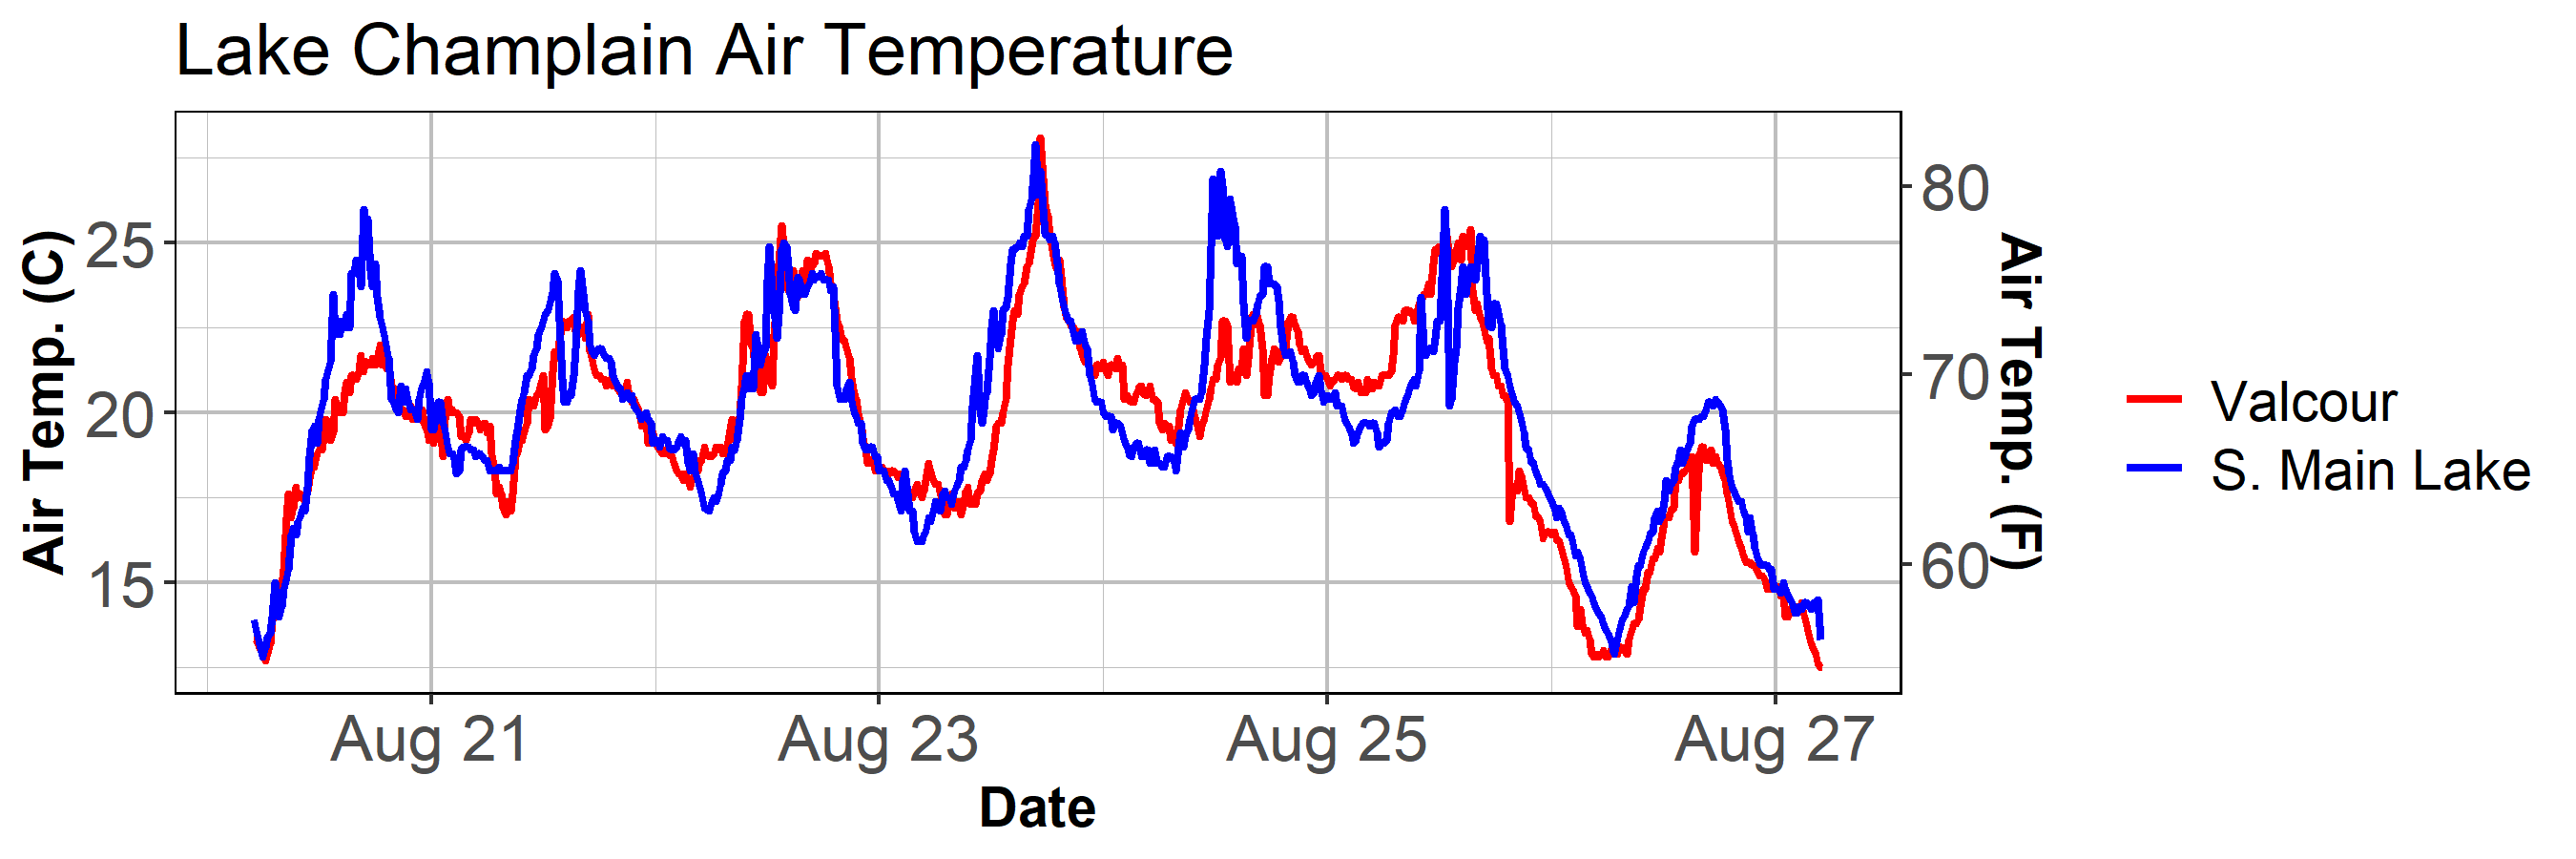 Lake Champlain Air Temperature
Air Temp. (C)
25
20
15
80
70
60
Air Temp. (F)
Aug 21
Aug 23
Aug 25
Aug 27
Date
Valcour
S. Main Lake